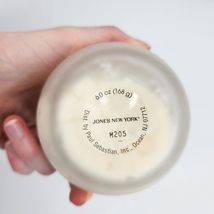 6.0 oz (168 g)
JONES NEW YORK®
M205
Dist. by Paul Sebastian, Inc., Ocean, NJ 07712